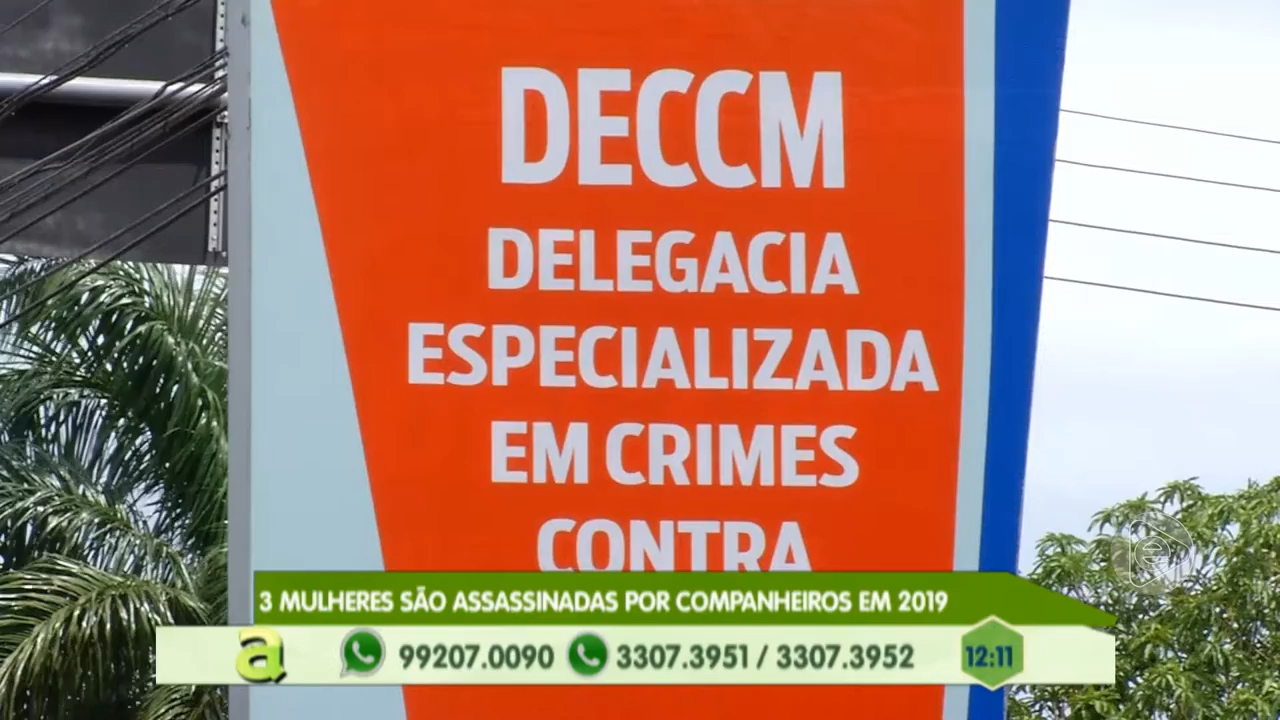 DECCM
DELEGACIA
ESPECIALIZADA
EM CRIMES
CONTRA
3 MULHERES SÃO ASSASSINADAS POR COMPANHEIROS EM 2019
a 99207.0090 3307.3951 / 3307.3952 12:11
e